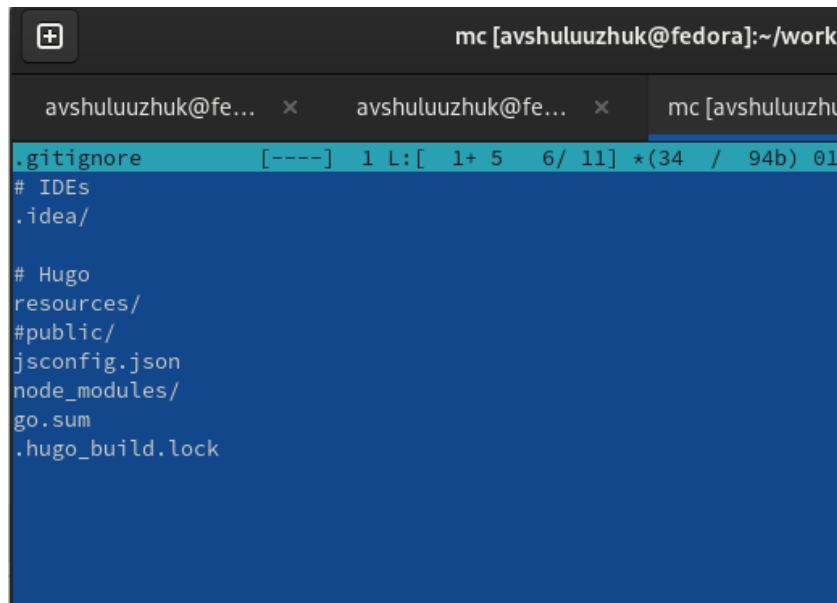 mc [avshuluuzhuk@fedora]:~/work
avshuluuzhuk@fe... × avshuluuzhuk@fe... × mc [avshuluuzhu
.gitignore [----] 1 L:[ 1+ 5 6/ 11] *(34 / 94b) 01
# IDEs
.idea/
# Hugo
resources/
#public/
jsconfig.json
node_modules/
go.sum
.hugo_build.lock